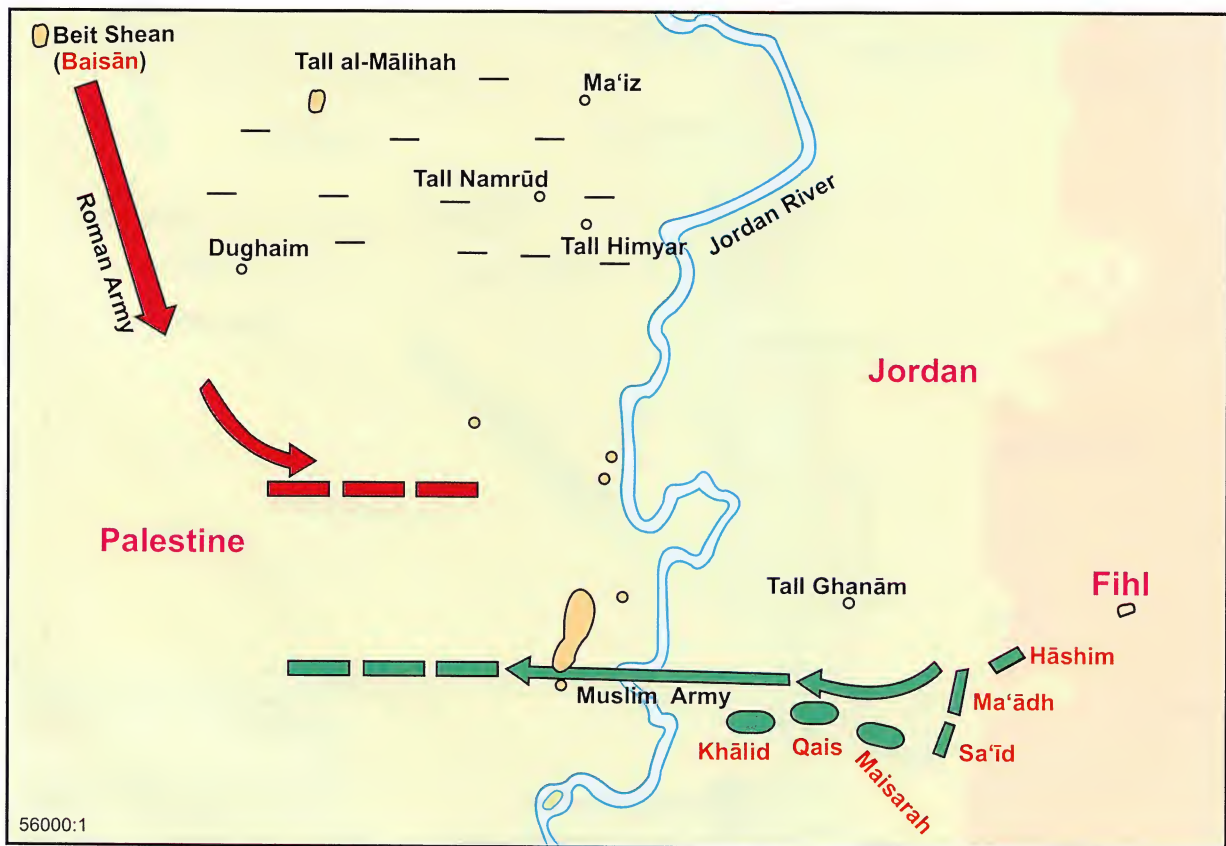 Beit Shean
(Baisān)
Tall al-Mālihah
Ma‘iz
Tall Namrūd
Dughaim
Tall Himyar
Jordan River
Roman Army
Jordan
Palestine
Tall Ghanām
Fihl
Hāshim
Muslim Army
Ma‘ādh
Khālid
Qais
Maisarah
Sa‘īd
56000:1